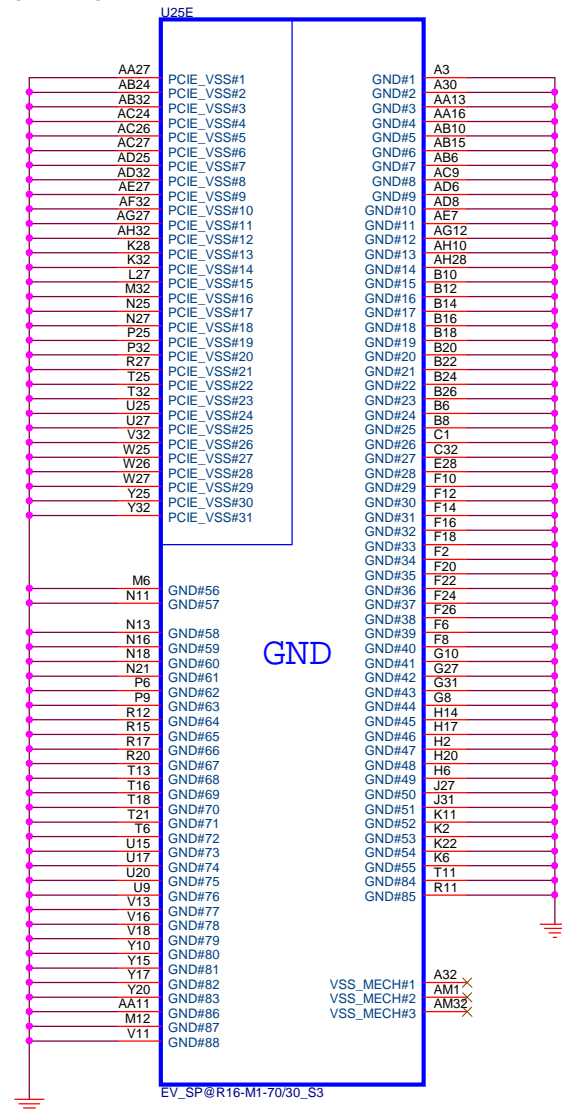 U25E
AA27 PCIE_VSS#1
AB24 PCIE_VSS#2
AB32 PCIE_VSS#3
AC24 PCIE_VSS#4
AC26 PCIE_VSS#5
AC27 PCIE_VSS#6
AD25 PCIE_VSS#7
AD32 PCIE_VSS#8
AE27 PCIE_VSS#9
AF32 PCIE_VSS#10
AG27 PCIE_VSS#11
AH32 PCIE_VSS#12
K28 PCIE_VSS#13
K32 PCIE_VSS#14
L27 PCIE_VSS#15
M32 PCIE_VSS#16
N25 PCIE_VSS#17
N27 PCIE_VSS#18
P25 PCIE_VSS#19
P32 PCIE_VSS#20
R27 PCIE_VSS#21
T25 PCIE_VSS#22
T32 PCIE_VSS#23
U25 PCIE_VSS#24
U27 PCIE_VSS#25
V32 PCIE_VSS#26
W25 PCIE_VSS#27
W26 PCIE_VSS#28
W27 PCIE_VSS#29
Y25 PCIE_VSS#30
Y32 PCIE_VSS#31
M6 GND#56
N11 GND#57
N13 GND#58
N16 GND#59
N18 GND#60
N21 GND#61
P6 GND#62
P9 GND#63
R12 GND#64
R15 GND#65
R17 GND#66
R20 GND#67
T13 GND#68
T16 GND#69
T18 GND#70
T21 GND#71
T6 GND#72
U15 GND#73
U17 GND#74
U20 GND#75
U9 GND#76
V13 GND#77
V16 GND#78
V18 GND#79
Y10 GND#80
Y15 GND#81
Y17 GND#82
Y20 GND#83
AA11 GND#86
M12 GND#87
V11 GND#88
GND
GND#1 A3
GND#2 A30
GND#3 AA13
GND#4 AA16
GND#5 AB10
GND#6 AB15
GND#7 AB6
GND#8 AC9
GND#9 AD6
GND#10 AD8
GND#11 AE7
GND#12 AG12
GND#13 AH10
GND#14 AH28
GND#15 B10
GND#16 B12
GND#17 B14
GND#18 B16
GND#19 B18
GND#20 B20
GND#21 B22
GND#22 B24
GND#23 B26
GND#24 B6
GND#25 B8
GND#26 C1
GND#27 C32
GND#28 E28
GND#29 F10
GND#30 F12
GND#31 F14
GND#32 F16
GND#33 F18
GND#34 F2
GND#35 F20
GND#36 F22
GND#37 F24
GND#38 F26
GND#39 F6
GND#40 F8
GND#41 G10
GND#42 G27
GND#43 G31
GND#44 G8
GND#45 H14
GND#46 H17
GND#47 H2
GND#48 H20
GND#49 H6
GND#50 J27
GND#51 J31
GND#52 K11
GND#53 K2
GND#54 K22
GND#55 K6
GND#84 T11
GND#85 R11
VSS_MECH#1 A32
VSS_MECH#2 AM1
VSS_MECH#3 AM32
EV_SP@R16-M1-70/30_S3